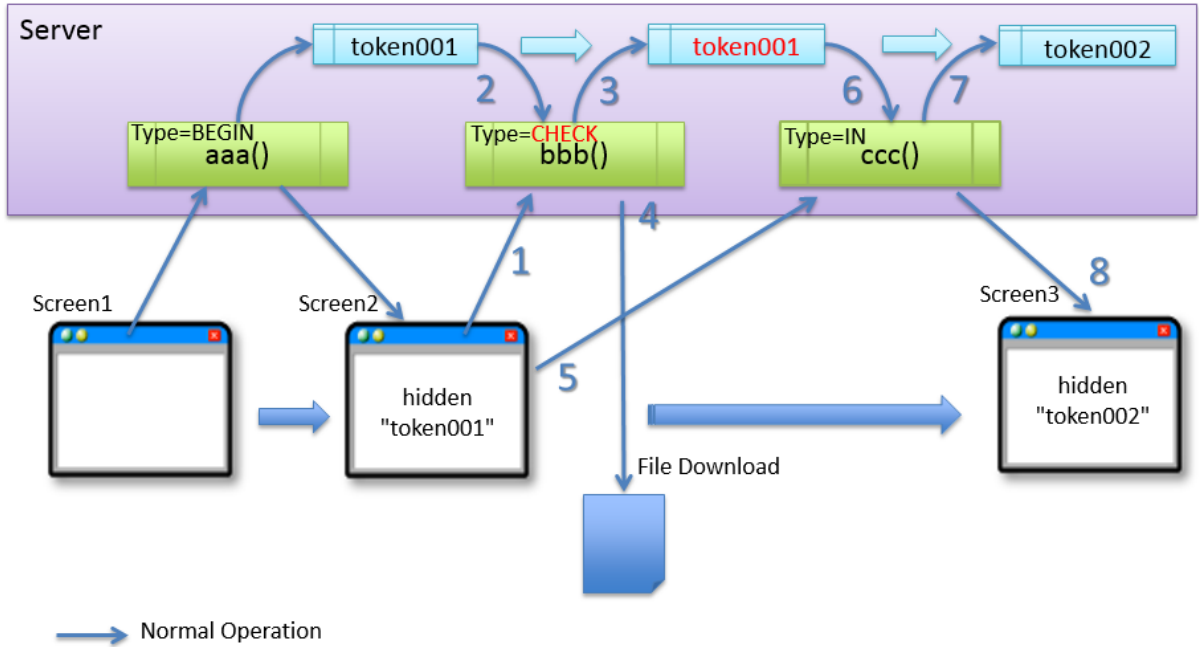 Server
token001
token001
token002
2
3
6
7
Type=BEGIN
aaa()
Type=CHECK
bbb()
Type=IN
ccc()
1
4
5
8
Screen1
Screen2
Screen3
hidden
"token001"
hidden
"token002"
File Download
Normal Operation